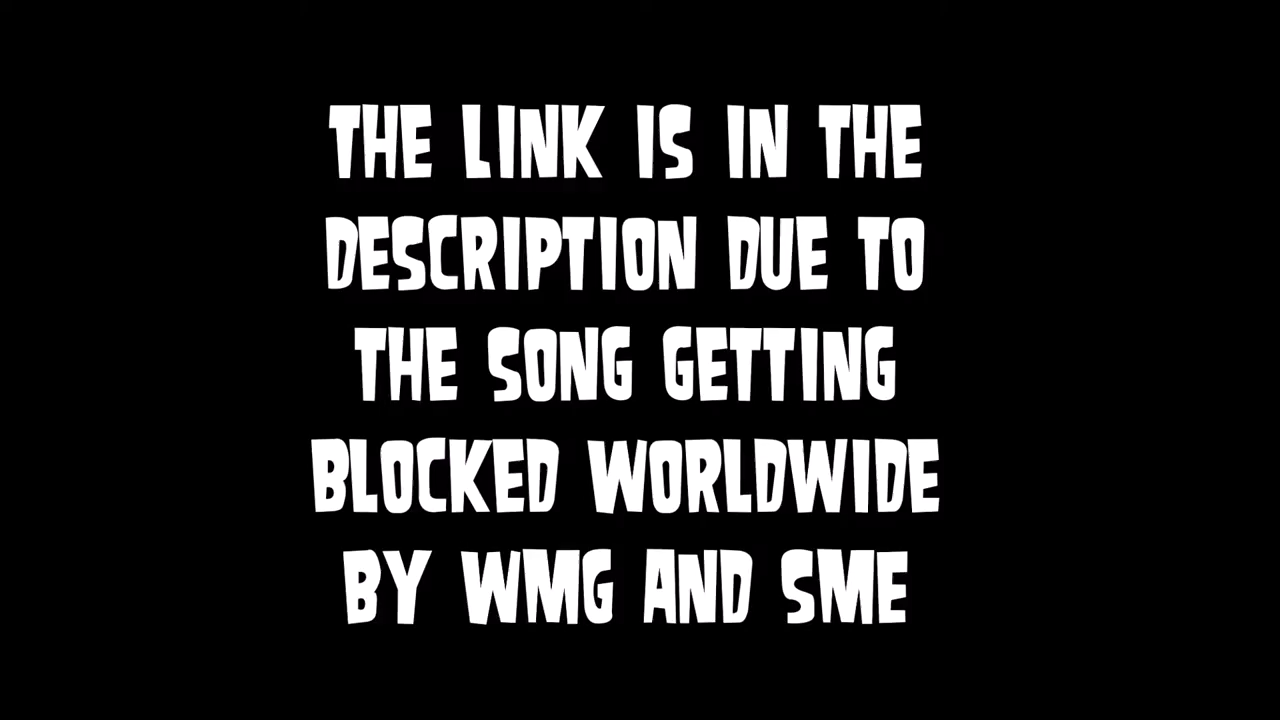 THE LINK IS IN THE
DESCRIPTION DUE TO
THE SONG GETTING
BLOCKED WORLDWIDE
BY WMG AND SME